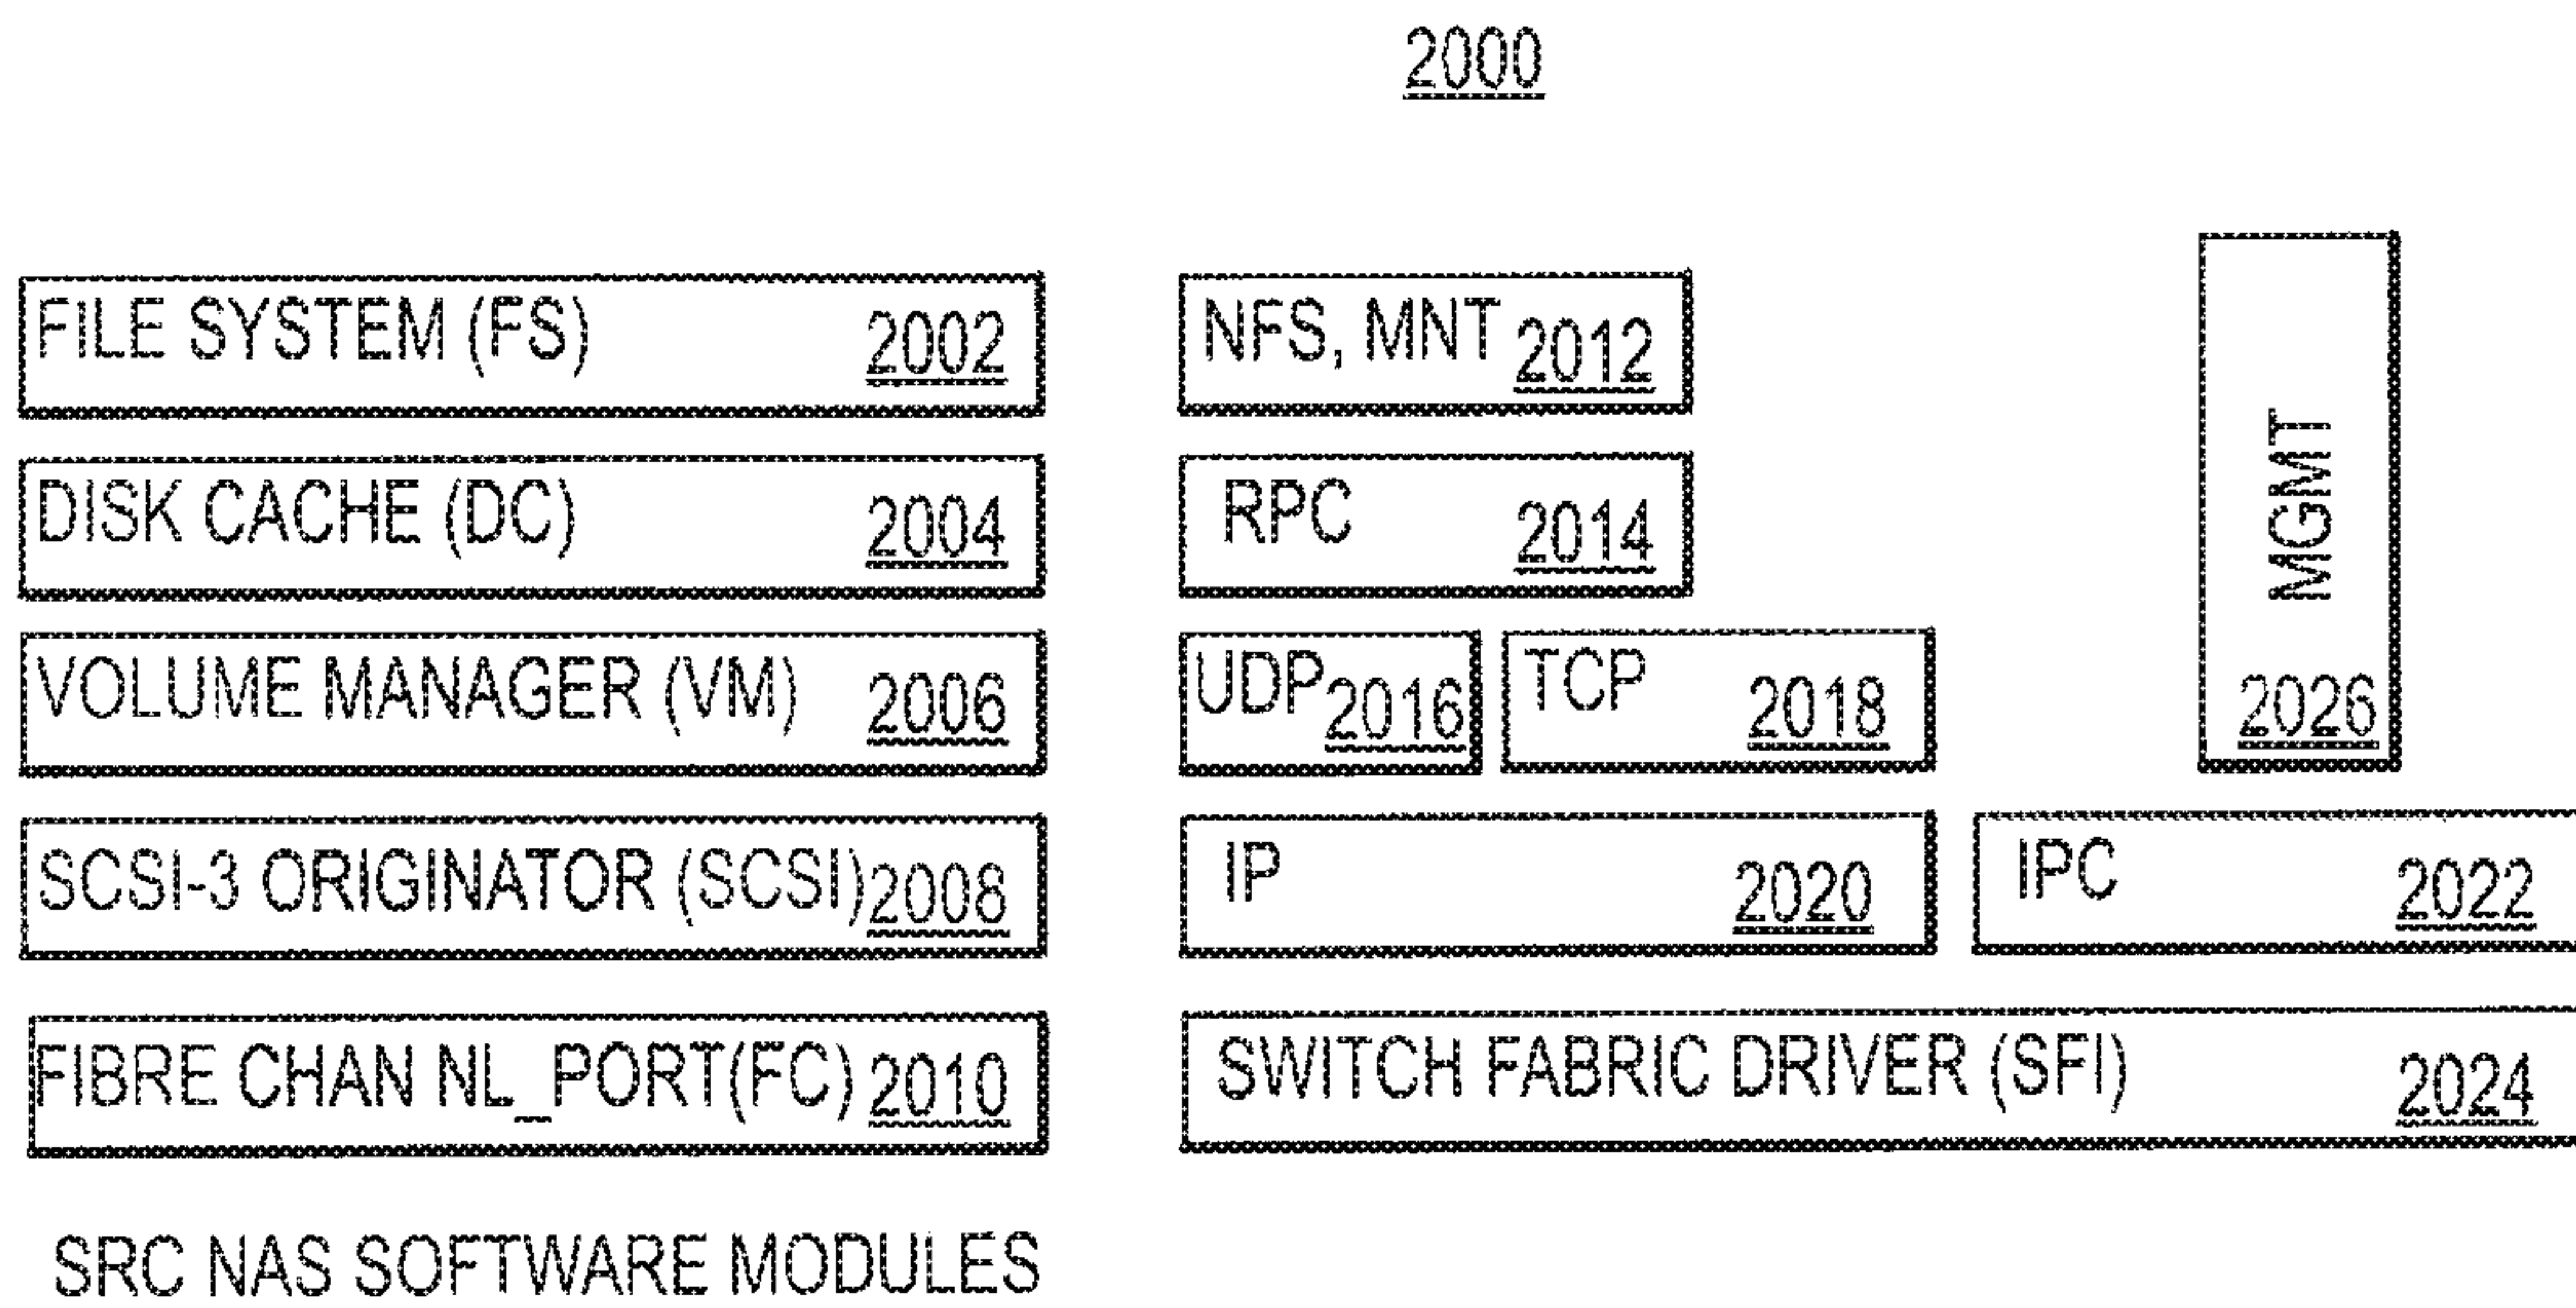 2000
FILE SYSTEM (FS) 2002
DISK CACHE (DC) 2004
VOLUME MANAGER (VM) 2006
SCSI-3 ORIGINATOR (SCSI) 2008
FIBRE CHAN NL_PORT(FC) 2010
NFS, MNT 2012
RPC 2014
UDP 2016
TCP 2018
IP 2020
MGMT
2026
IPC 2022
SWITCH FABRIC DRIVER (SFI) 2024
SRC NAS SOFTWARE MODULES